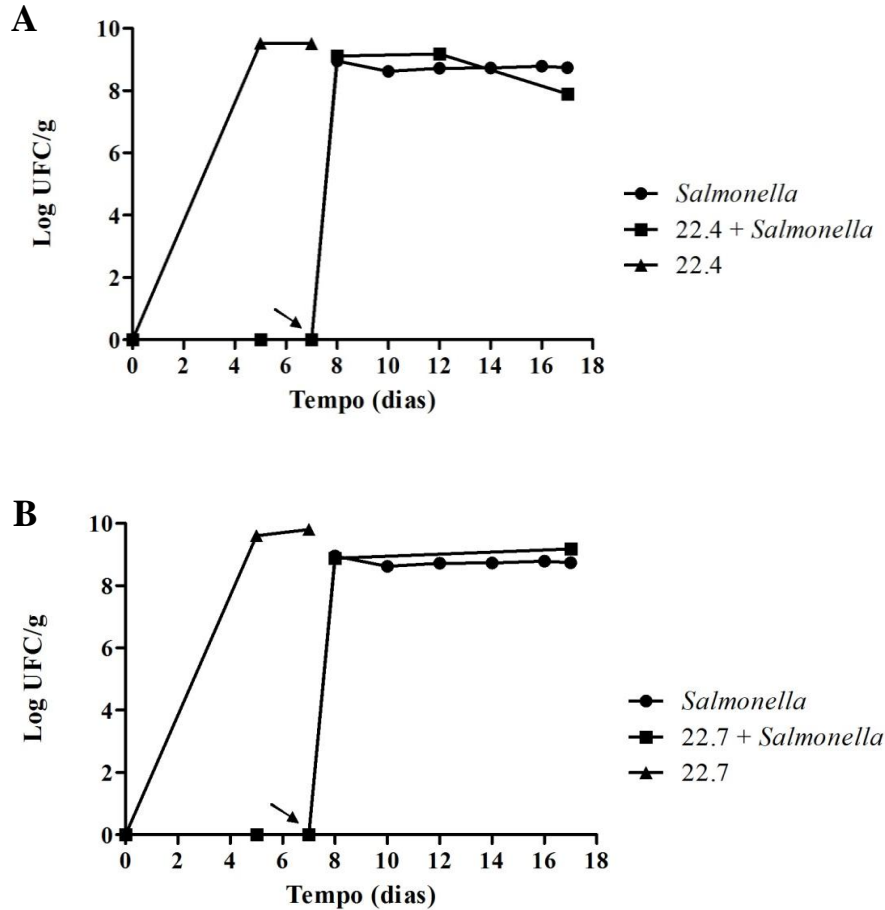 A
10
8
6
4
2
0
Log UFC/g
0 2 4 6 8 10 12 14 16 18
Tempo (dias)
Salmonella
22.4 + Salmonella
22.4
B
10
8
6
4
2
0
Log UFC/g
0 2 4 6 8 10 12 14 16 18
Tempo (dias)
Salmonella
22.7 + Salmonella
22.7